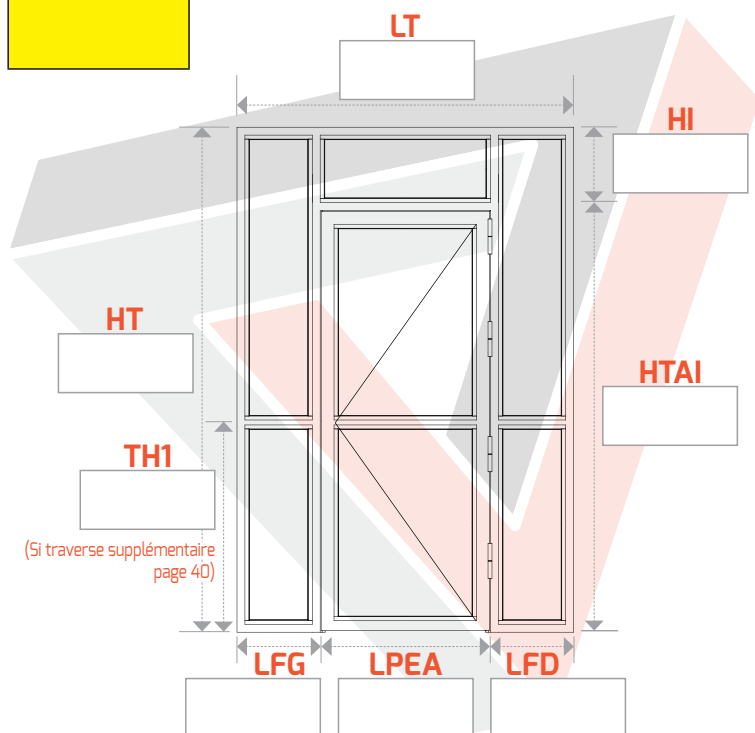 LT
HI
HT
HTAI
TH1
(Si traverse supplémentaire
page 40)
LFG
LPEA
LFD